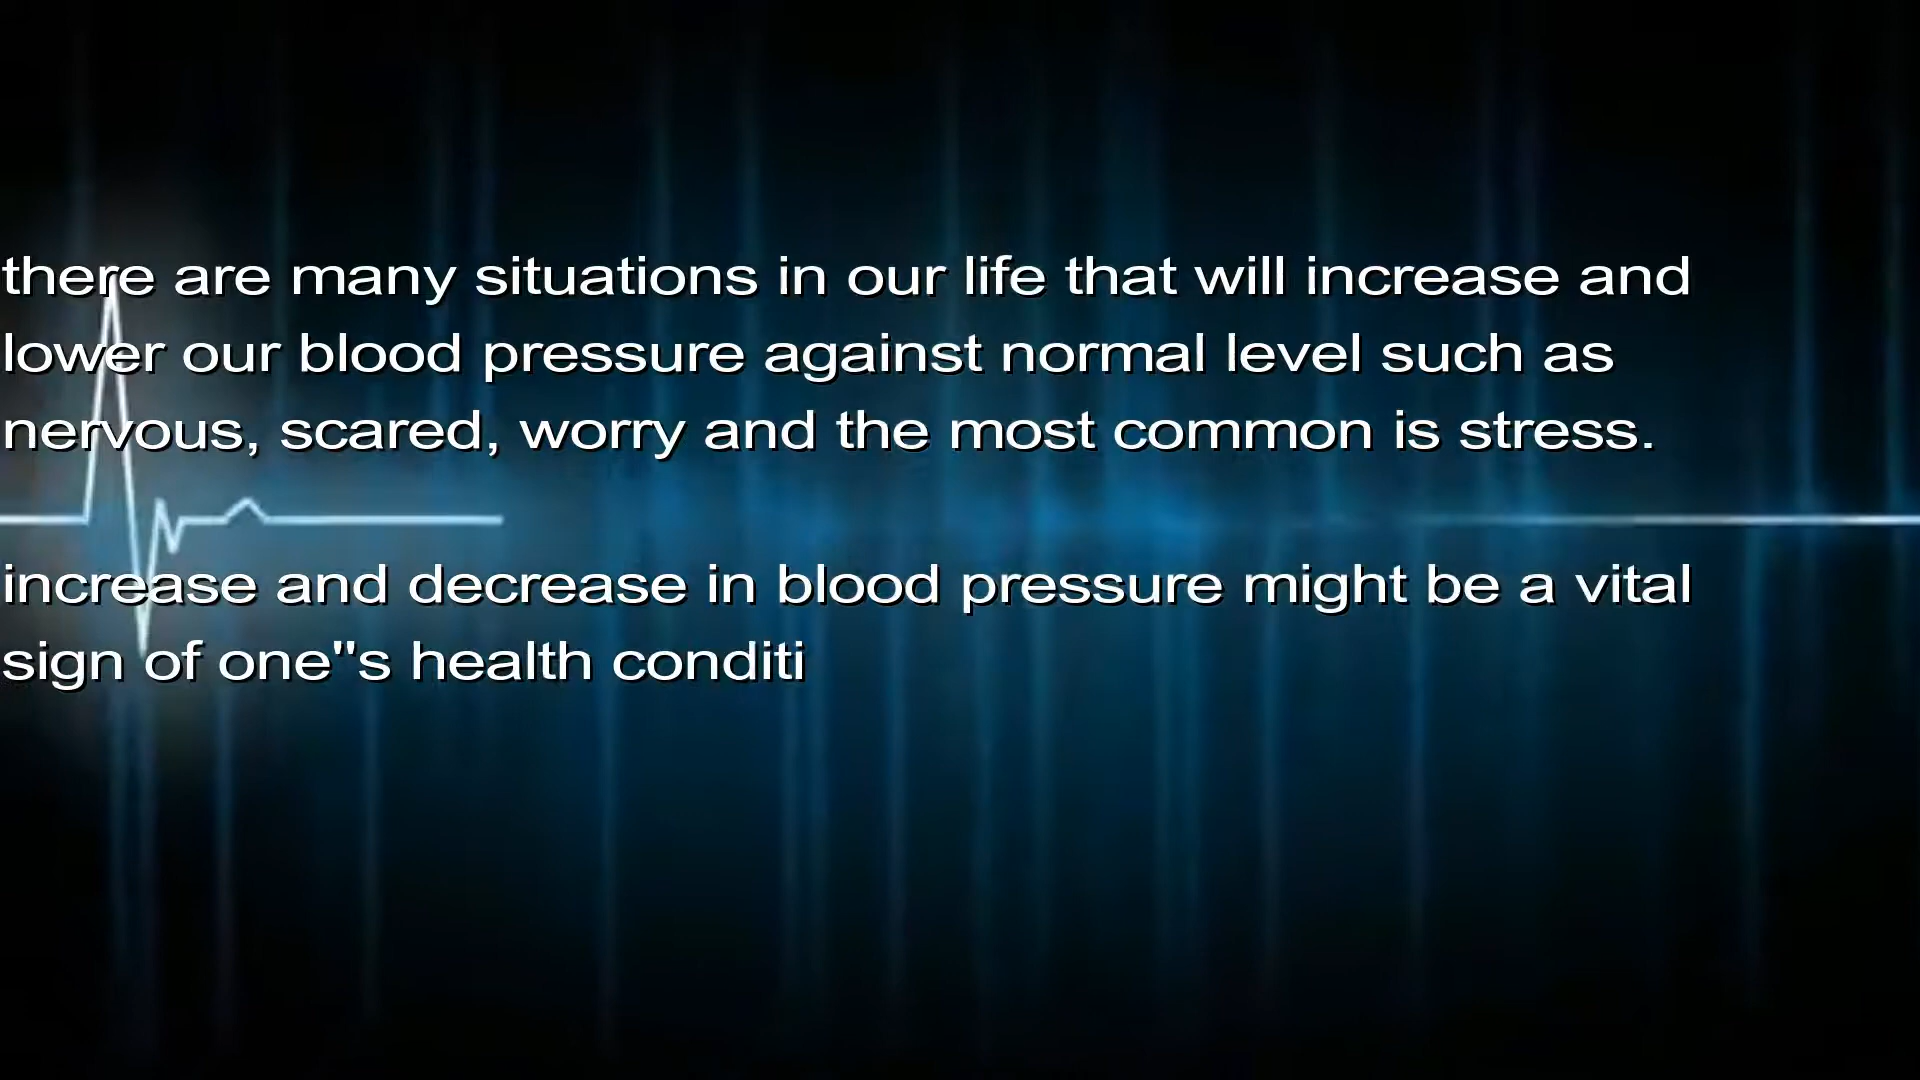 there are many situations in our life that will increase and
lower our blood pressure against normal level such as
nervous, scared, worry and the most common is stress.
increase and decrease in blood pressure might be a vital
sign of one''s health conditi